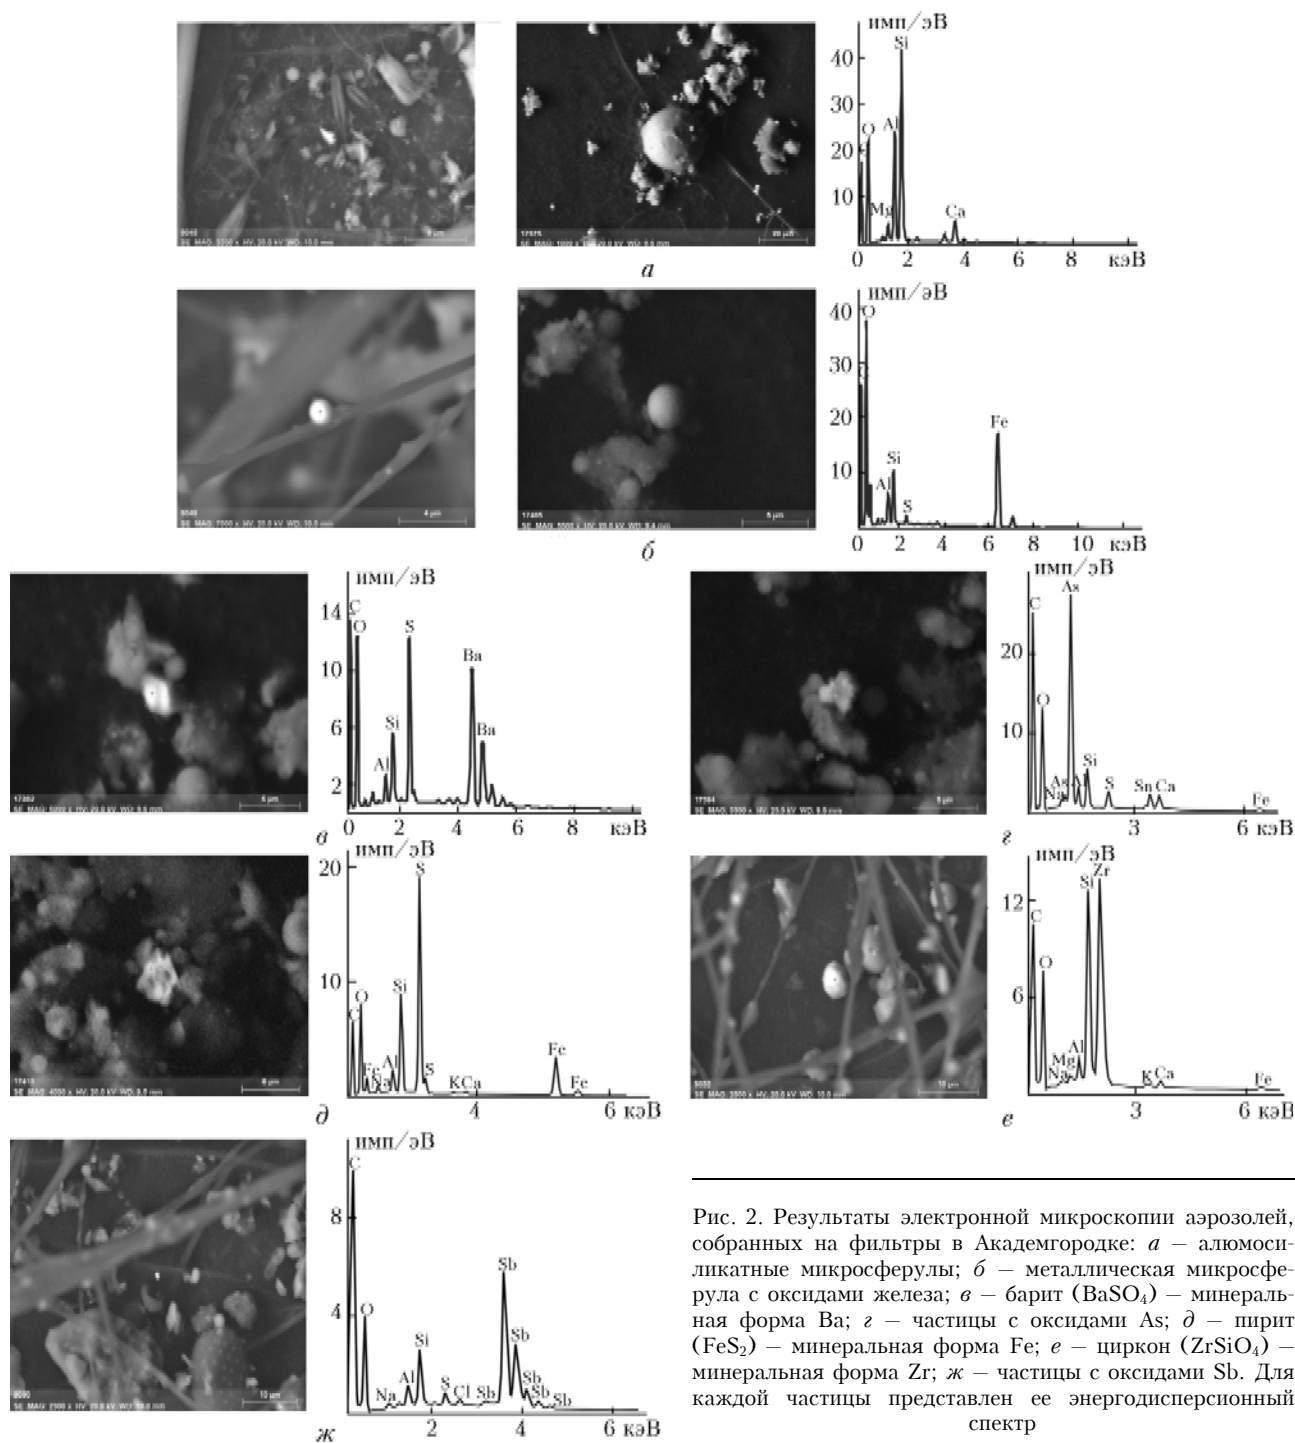 имп/эВ
Si
40
30
O
Al
20
10
Mg
Ca
0 2 4 6 8 кэВ
а
имп/эВ
40
O
30
30
20
Fe
Si
10
Al
S
0 2 4 6 8 10 кэВ
б
имп/эВ
C
14
O
S
10
Ba
Si
6
Ba
Al
2
0 2 4 6 8 кэВ
в
имп/эВ
As
C
20
O
10
Si
S
Sn Ca
Fe
3 6 кэВ
г
имп/эВ
20
S
10
Si
O
C
Fe
Al
Na
S
K Ca
Fe
Fe
4 6 кэВ
д
имп/эВ
Zr
Si
12
C
O
6
Al
Mg
Na
K Ca
Fe
3 6 кэВ
е
имп/эВ
C
8
Sb
4
O
Si
Sb
Al
Na
S
Cl
Sb
Sb
Sb
Sb
2 4 6 кэВ
ж
Рис. 2. Результаты электронной микроскопии аэрозолей,
собранных на фильтры в Академгородке: а – алюмоси-
ликатные микросферулы; б – металлическая микросфе-
рула с оксидами железа; в – барит (BaSO₄) – минераль-
ная форма Ba; г – частицы с оксидами As; д – пирит
(FeS₂) – минеральная форма Fe; е – циркон (ZrSiO₄) –
минеральная форма Zr; ж – частицы с оксидами Sb. Для
каждой частицы представлен ее энергодисперсионный
спектр